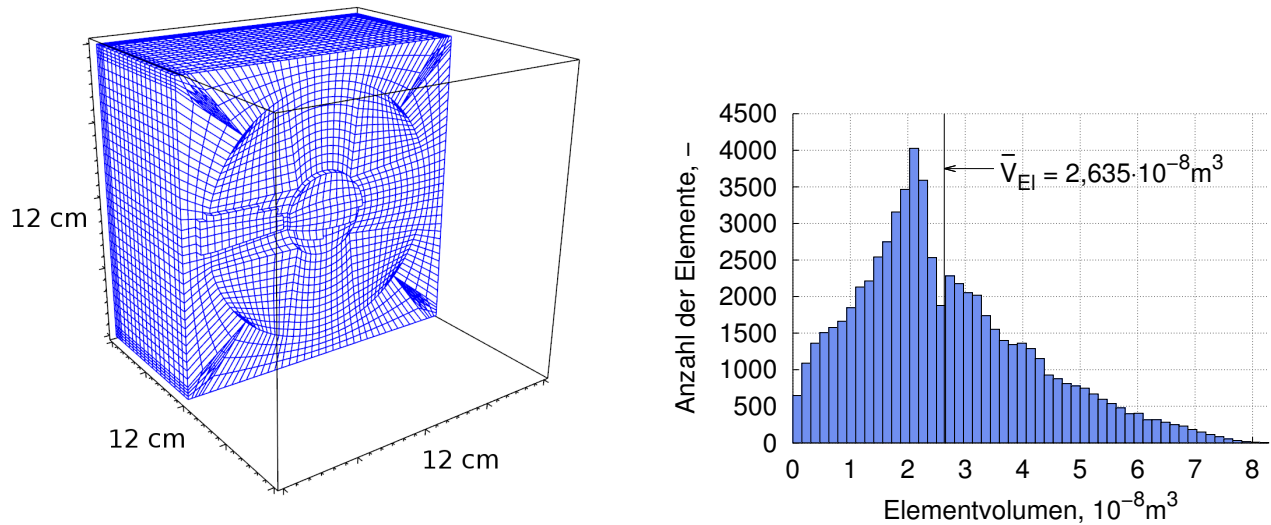 12 cm
12 cm
12 cm
Anzahl der Elemente, –
4500
4000
3500
3000
2500
2000
1500
1000
500
0
V̄_El = 2,635·10⁻⁸m³
0 1 2 3 4 5 6 7 8
Elementvolumen, 10⁻⁸m³